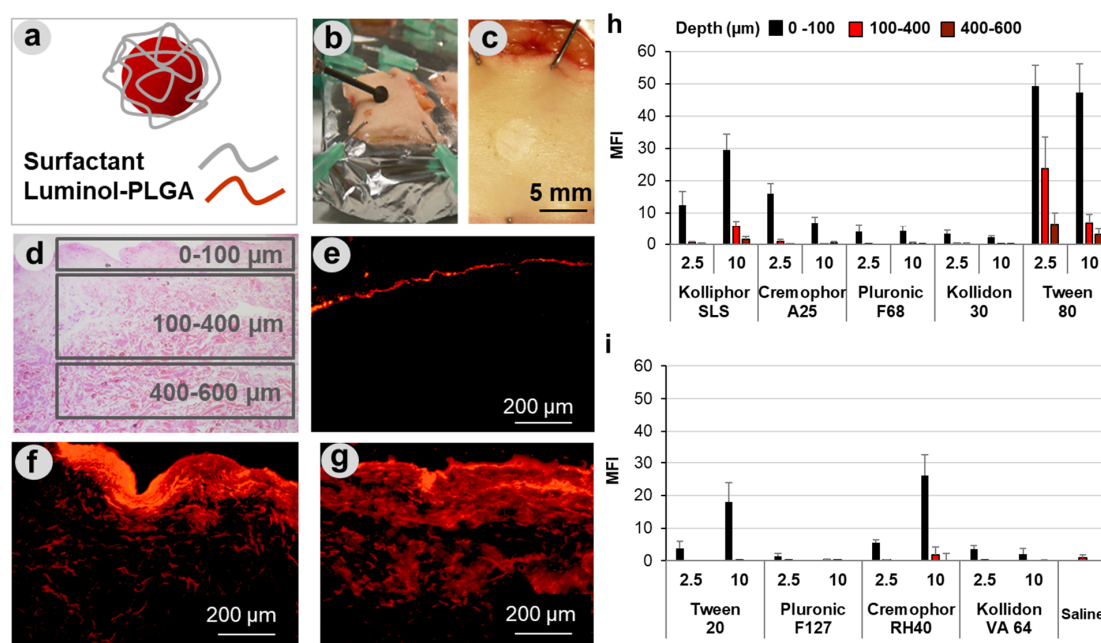 a
Surfactant
Luminol-PLGA
b
c
5 mm
d
0-100 µm
100-400 µm
400-600 µm
e
200 µm
f
200 µm
g
200 µm
h
Depth (µm) 0 -100 100-400 400-600
60
50
40
30
20
10
0
MFI
2.5 10 2.5 10 2.5 10 2.5 10 2.5 10
Kolliphor Cremophor Pluronic Kollidon Tween
SLS A25 F68 30 80
i
60
50
40
30
20
10
0
MFI
2.5 10 2.5 10 2.5 10 2.5 10
Tween Pluronic Cremophor Kollidon Saline
20 F127 RH40 VA 64